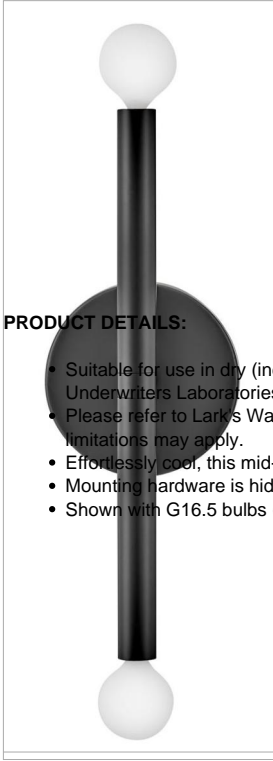 PRODUCT DETAILS:
• Suitable for use in dry (in
Underwriters Laboratories
• Please refer to Lark's Wa
limitations may apply.
• Effortlessly cool, this mid-
• Mounting hardware is hid
• Shown with G16.5 bulbs